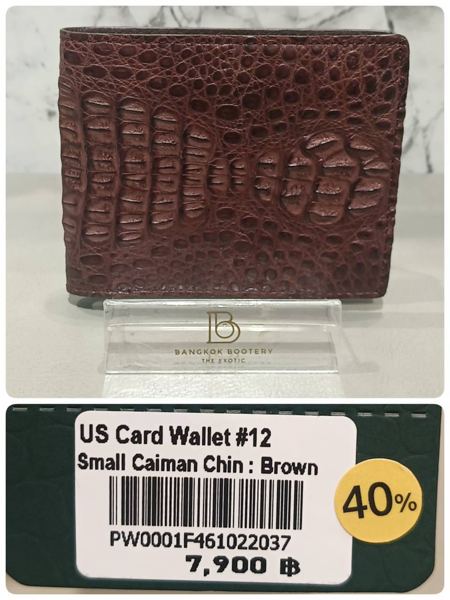 B
BANGKOK BOOTERY
THE EXOTIC
US Card Wallet #12
Small Caiman Chin : Brown
PW0001F461022037
7,900 ฿
40%